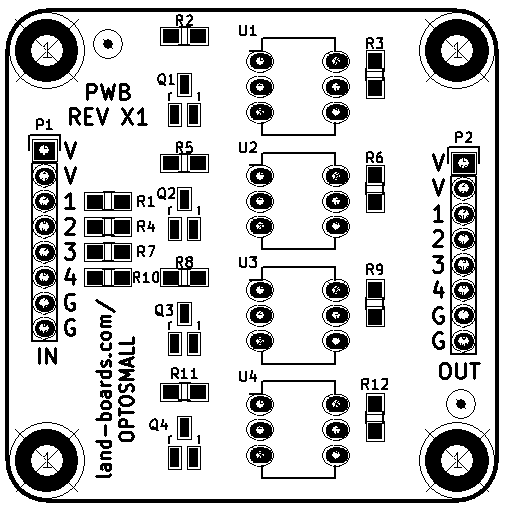 R2
U1
1
1
R3
Q1
PWB
REV X1
P1
P2
V
V
1
2
3
4
G
G
IN
R5
U2
R6
Q2
R1
R4
R7
R10
R8
U3
R9
Q3
V
V
1
2
3
4
G
G
OUT
R11
U4
R12
Q4
land-boards.com/
OPTOSMALL
1
1